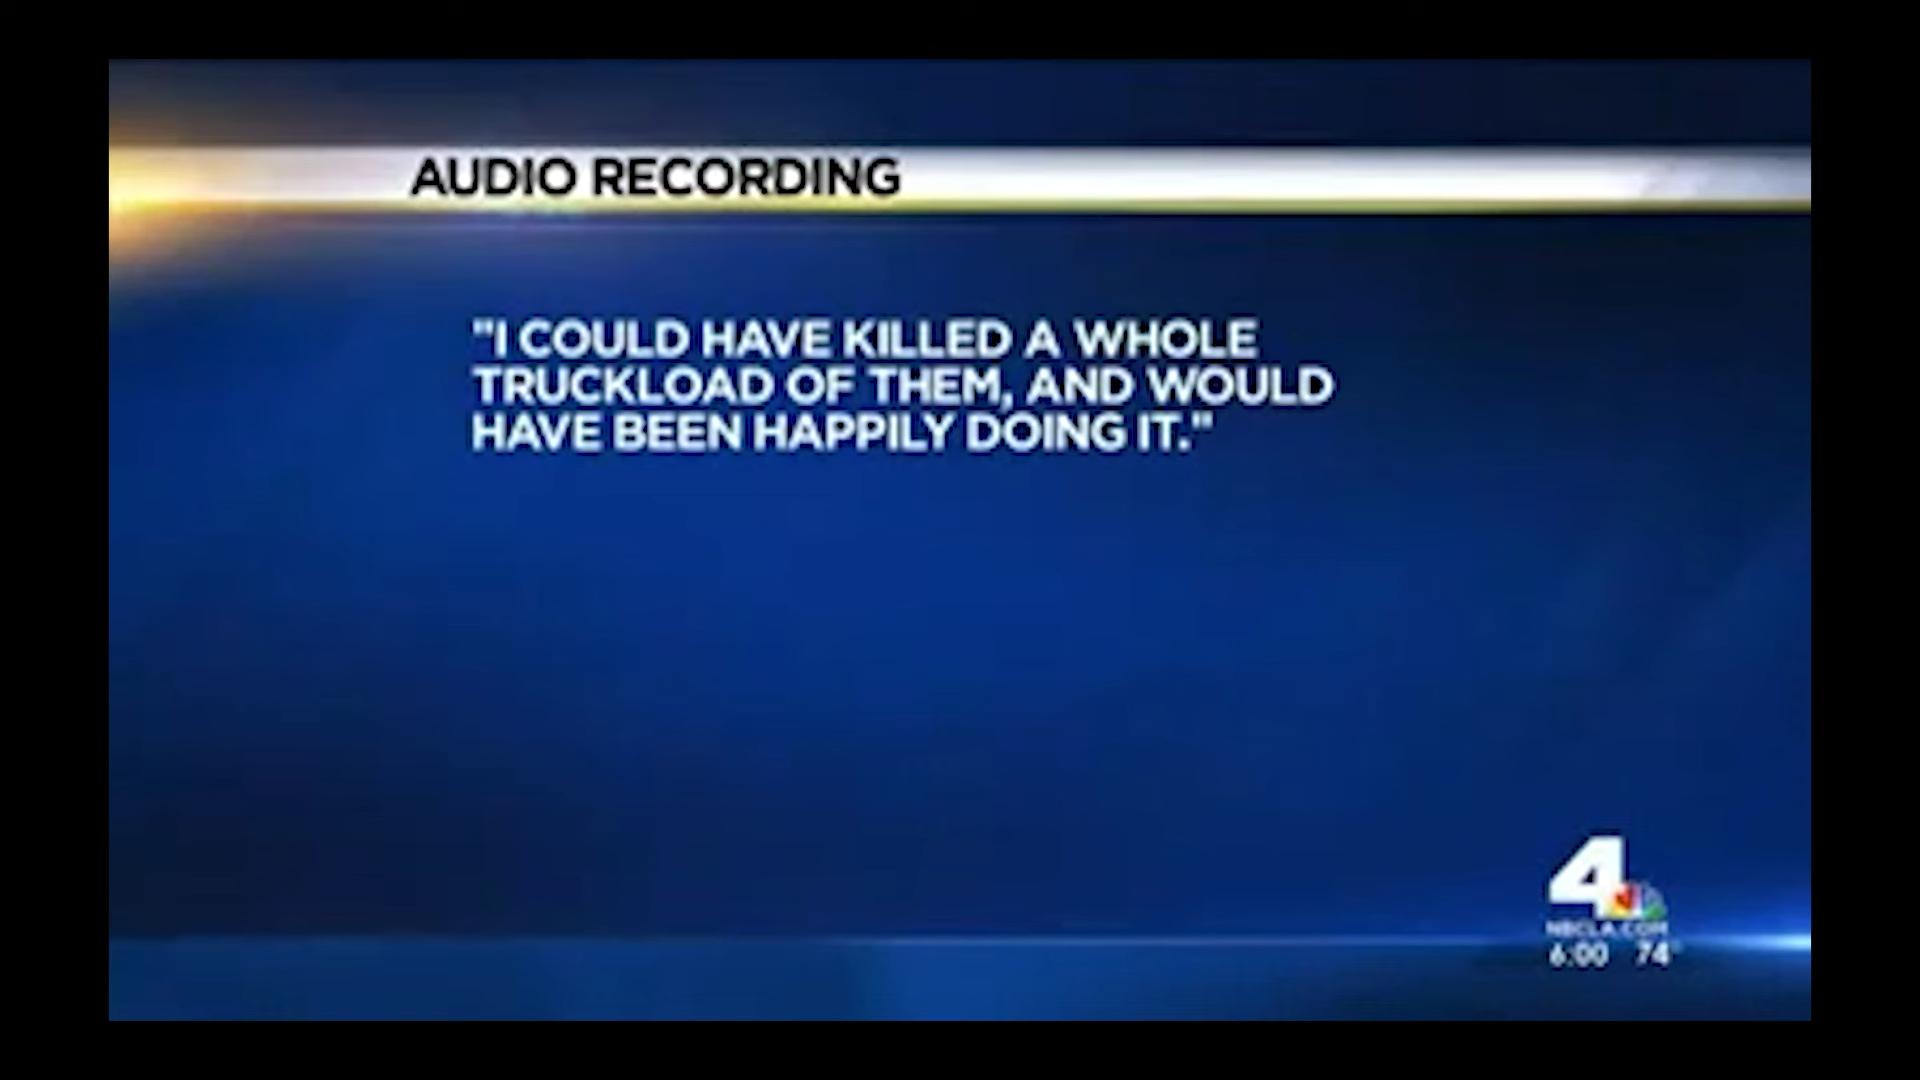 AUDIO RECORDING
"I COULD HAVE KILLED A WHOLE
TRUCKLOAD OF THEM, AND WOULD
HAVE BEEN HAPPILY DOING IT."
4
NBCLA.COM
6:00 74°